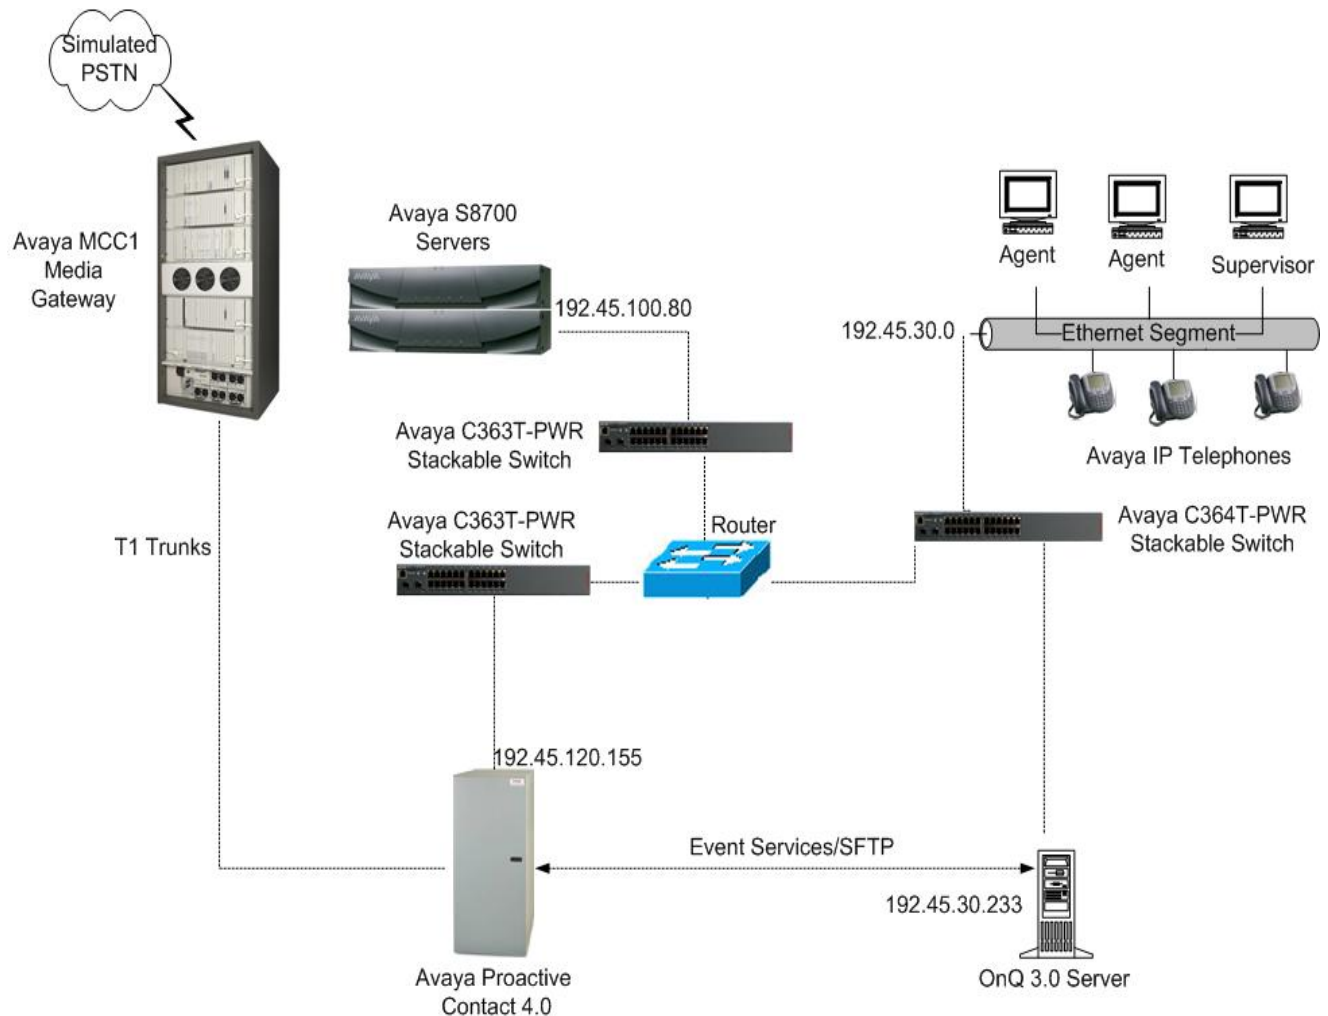 Simulated
PSTN
Avaya MCC1
Media
Gateway
Avaya S8700
Servers
AVAYA
AVAYA
192.45.100.80
Agent
Agent
Supervisor
192.45.30.0
Ethernet Segment
Avaya IP Telephones
Avaya C363T-PWR
Stackable Switch
Avaya C363T-PWR
Stackable Switch
Router
Avaya C364T-PWR
Stackable Switch
T1 Trunks
192.45.120.155
Event Services/SFTP
192.45.30.233
Avaya Proactive
Contact 4.0
OnQ 3.0 Server